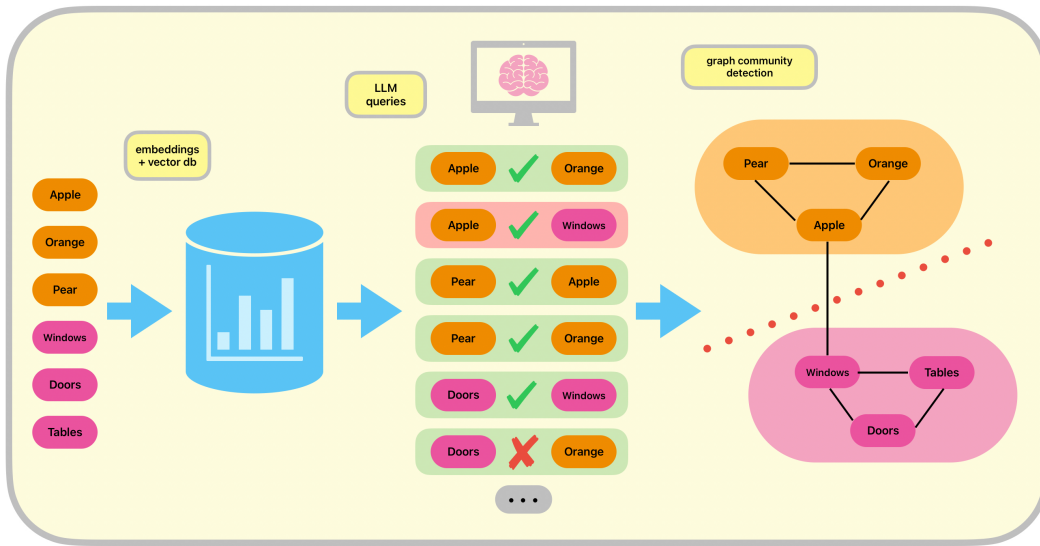 embeddings
+ vector db
LLM
queries
graph community
detection
Apple
Orange
Pear
Windows
Doors
Tables
Apple Orange
Apple Windows
Pear Apple
Pear Orange
Doors Windows
Doors Orange
Pear Orange
Apple
Windows Tables
Doors